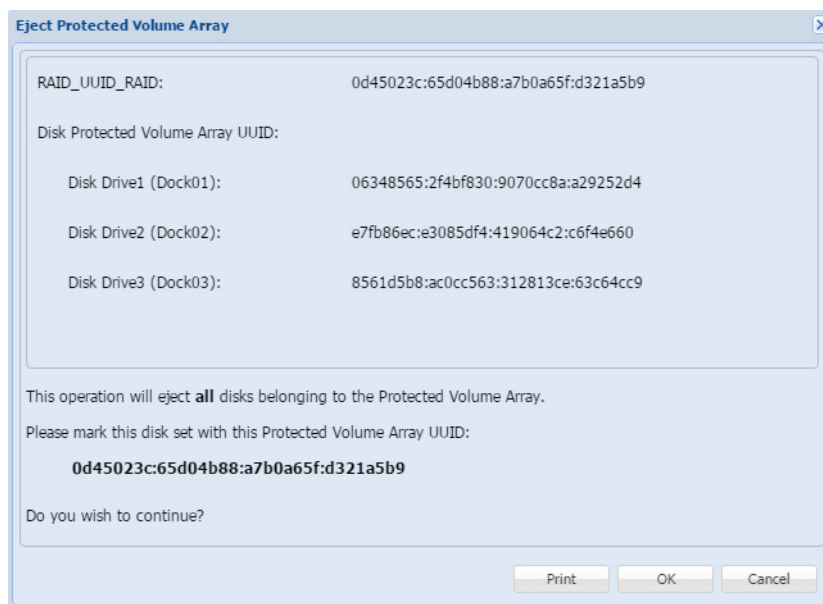 Eject Protected Volume Array
RAID_UUID_RAID: 0d45023c:65d04b88:a7b0a65f:d321a5b9
Disk Protected Volume Array UUID:
Disk Drive1 (Dock01): 06348565:2f4bf830:9070cc8a:a29252d4
Disk Drive2 (Dock02): e7fb86ec:e3085df4:419064c2:c6f4e660
Disk Drive3 (Dock03): 8561d5b8:ac0cc563:312813ce:63c64cc9
This operation will eject all disks belonging to the Protected Volume Array.
Please mark this disk set with this Protected Volume Array UUID:
0d45023c:65d04b88:a7b0a65f:d321a5b9
Do you wish to continue?
Print OK Cancel